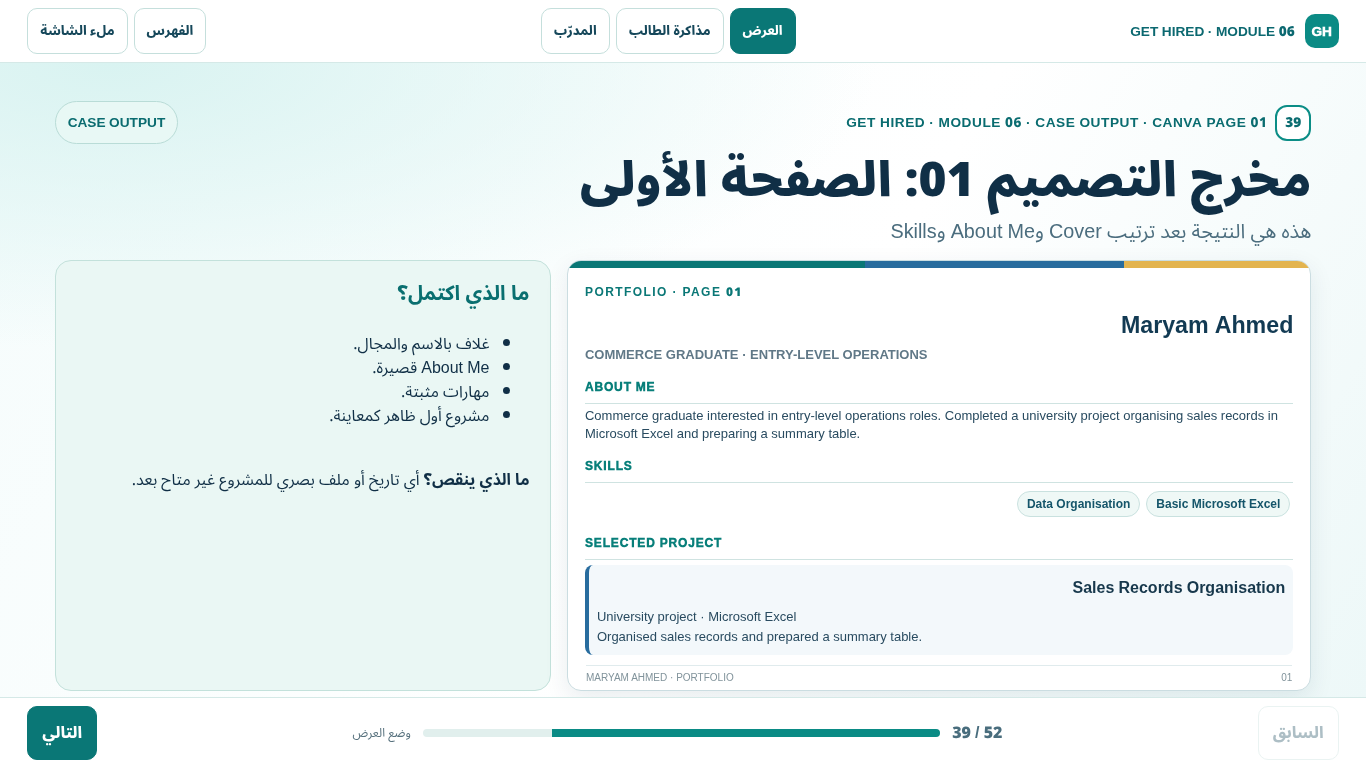 GH
GET HIRED · MODULE 06
العرض
مذاكرة الطالب
المدرّب
الفهرس
ملء الشاشة
39
GET HIRED · MODULE 06 · CASE OUTPUT · CANVA PAGE 01
CASE OUTPUT
مخرج التصميم 01: الصفحة الأولى
هذه هي النتيجة بعد ترتيب Cover وAbout Me وSkills
PORTFOLIO · PAGE 01
Maryam Ahmed
COMMERCE GRADUATE · ENTRY-LEVEL OPERATIONS
ABOUT ME
Commerce graduate interested in entry-level operations roles. Completed a university project organising sales records in
Microsoft Excel and preparing a summary table.
SKILLS
Basic Microsoft Excel
Data Organisation
SELECTED PROJECT
Sales Records Organisation
University project · Microsoft Excel
Organised sales records and prepared a summary table.
MARYAM AHMED · PORTFOLIO
01
ما الذي اكتمل؟
غلاف بالاسم والمجال.
About Me قصيرة.
مهارات مثبتة.
مشروع أول ظاهر كمعاينة.
ما الذي ينقص؟ أي تاريخ أو ملف بصري للمشروع غير متاح بعد.
السابق
39 / 52
وضع العرض
التالي